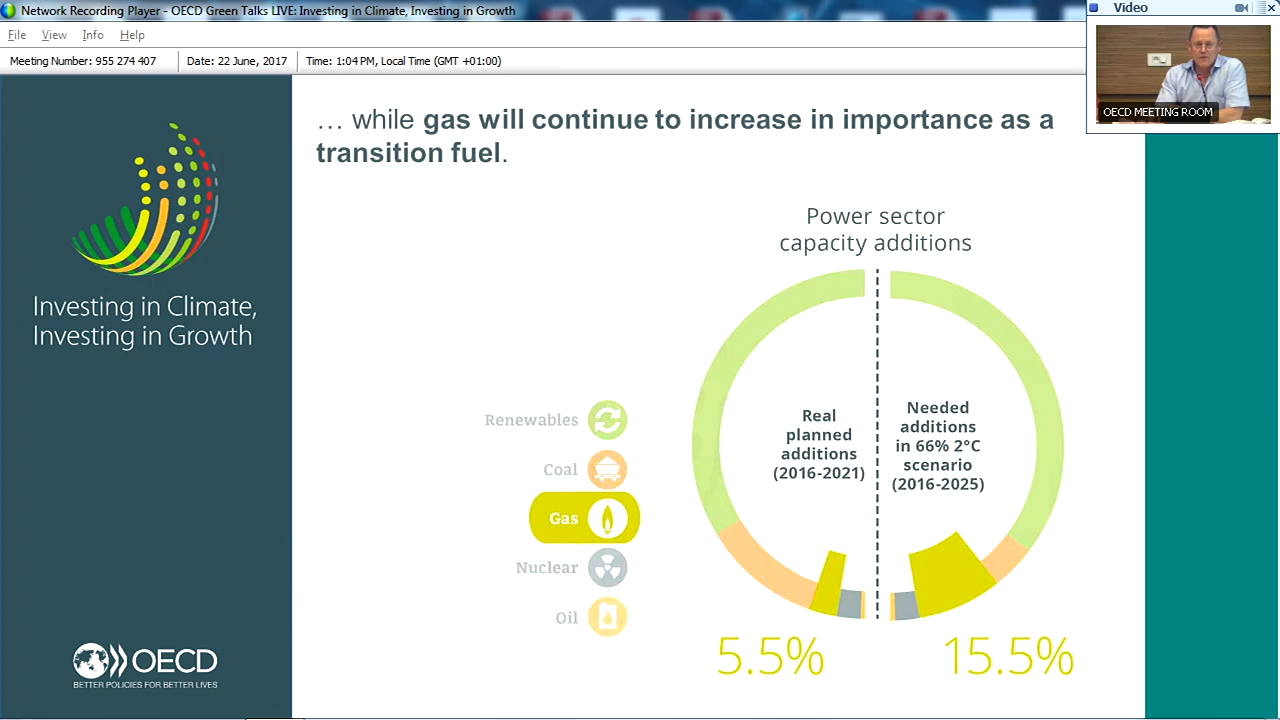 Network Recording Player - OECD Green Talks LIVE: Investing in Climate, Investing in Growth
Video
File View Info Help
Meeting Number: 955 274 407
Date: 22 June, 2017
Time: 1:04 PM, Local Time (GMT +01:00)
OECD MEETING ROOM
… while gas will continue to increase in importance as a
transition fuel.
Investing in Climate,
Investing in Growth
OECD
BETTER POLICIES FOR BETTER LIVES
Power sector
capacity additions
Renewables
Coal
Gas
Nuclear
Oil
Real
planned
additions
(2016-2021)
Needed
additions
in 66% 2°C
scenario
(2016-2025)
5.5%
15.5%